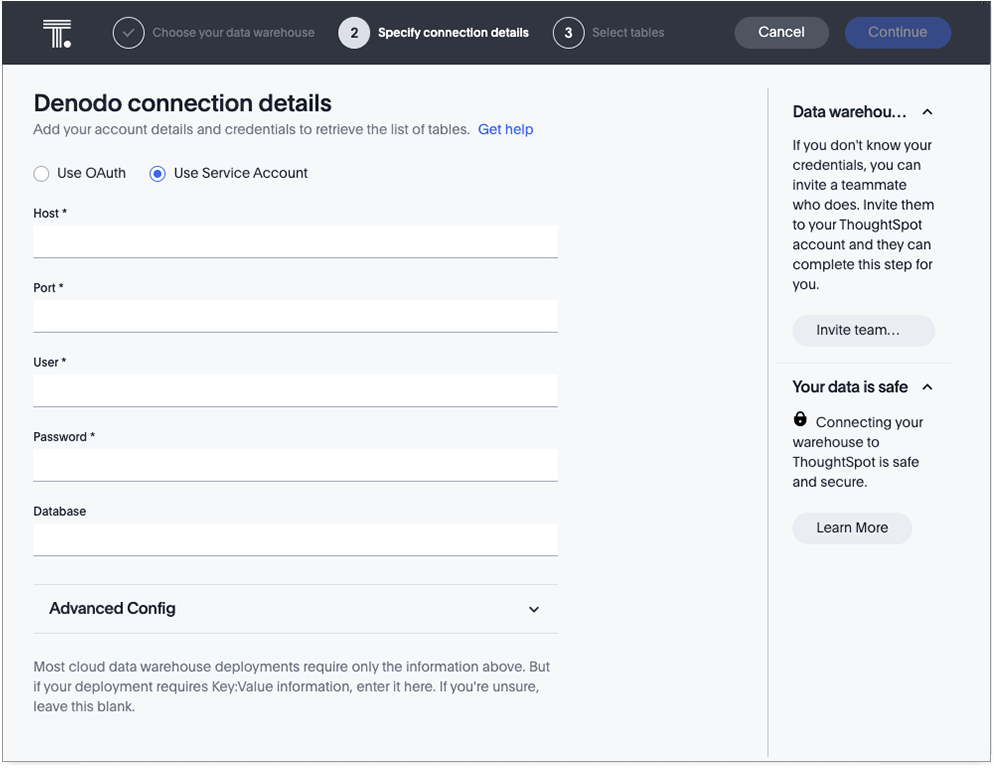 T.
Choose your data warehouse
2
Specify connection details
3
Select tables
Cancel
Continue
Denodo connection details
Add your account details and credentials to retrieve the list of tables. Get help
Use OAuth
Use Service Account
Host *
Port *
User *
Password *
Database
Advanced Config
Most cloud data warehouse deployments require only the information above. But
if your deployment requires Key:Value information, enter it here. If you're unsure,
leave this blank.
Data warehou...
If you don't know your
credentials, you can
invite a teammate
who does. Invite them
to your ThoughtSpot
account and they can
complete this step for
you.
Invite team...
Your data is safe
Connecting your
warehouse to
ThoughtSpot is safe
and secure.
Learn More